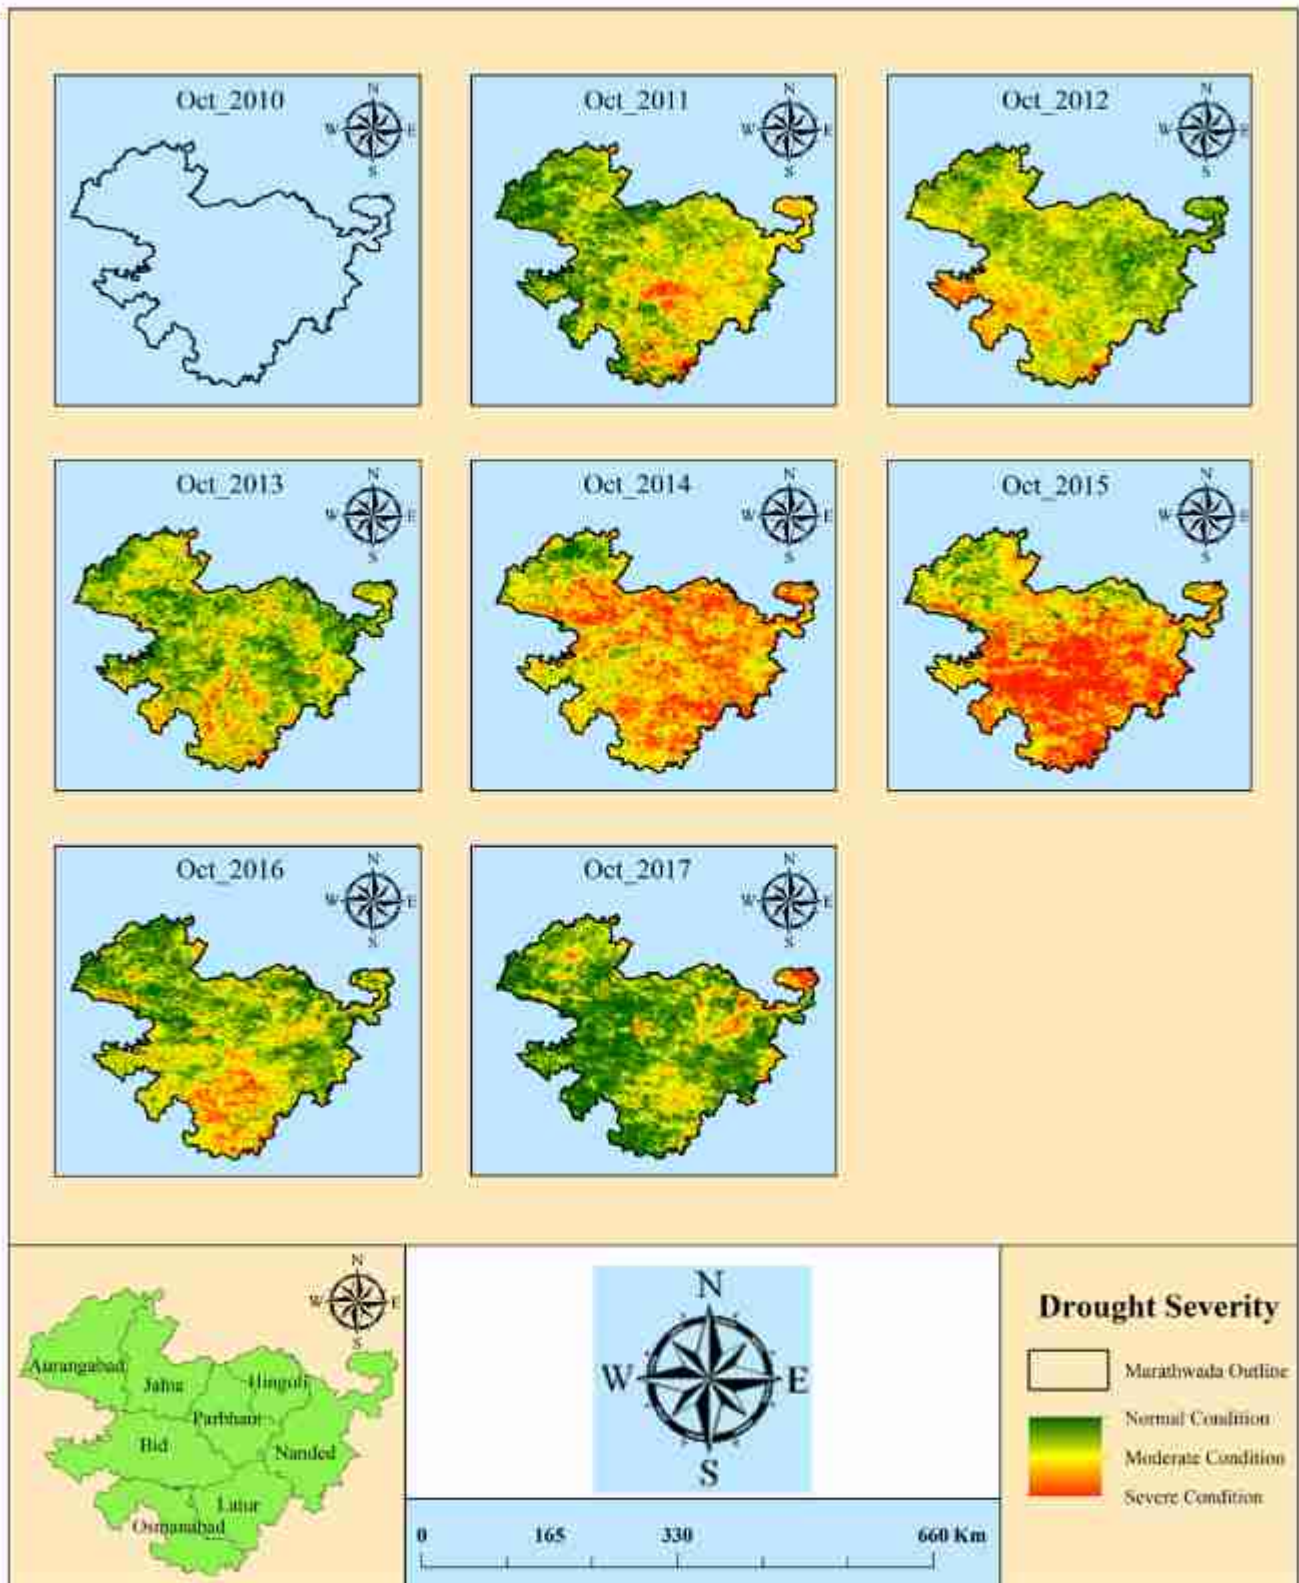 Oct_2010
N
W
E
S
Oct_2011
N
W
E
S
Oct_2012
N
W
E
S
Oct_2013
N
W
E
S
Oct_2014
N
W
E
S
Oct_2015
N
W
E
S
Oct_2016
N
W
E
S
Oct_2017
N
W
E
S
N
W
E
S
Aurangabad
Jalna
Hingoli
Parbhani
Bid
Nanded
Latur
Osmanabad
N
W
E
S
0 165 330 660 Km
Drought Severity
Marathwada Outline
Normal Condition
Moderate Condition
Severe Condition